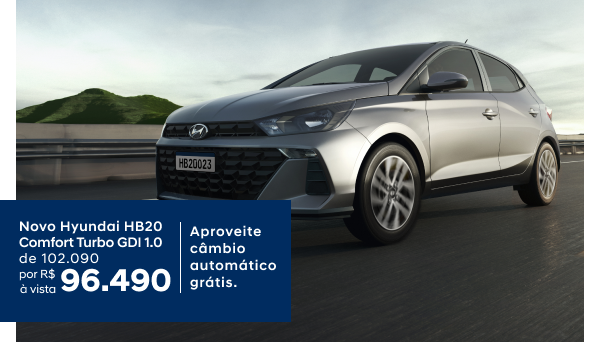 HB20023
Novo Hyundai HB20
Comfort Turbo GDI 1.0
de 102.090
por R$
à vista 96.490
Aproveite
câmbio
automático
grátis.